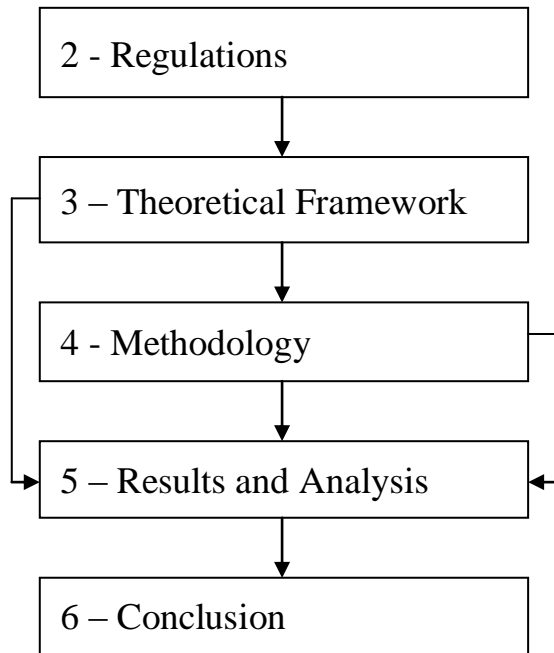 2 - Regulations
3 – Theoretical Framework
4 - Methodology
5 – Results and Analysis
6 – Conclusion